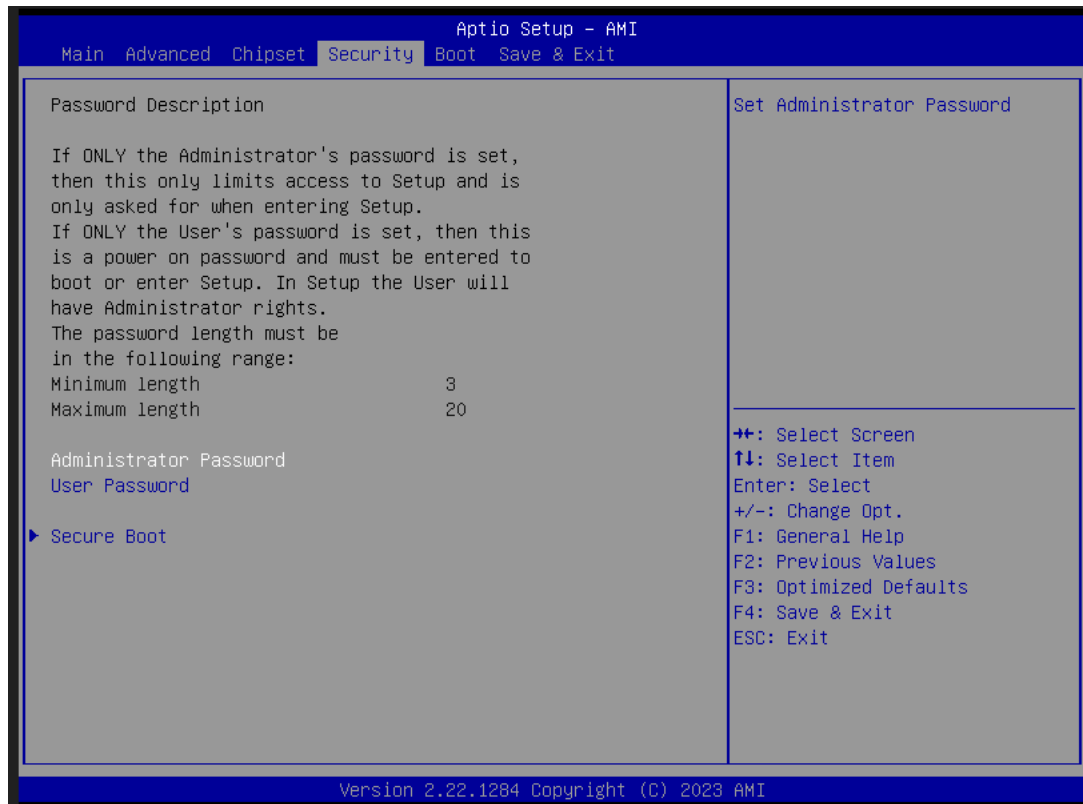 Aptio Setup – AMI
Main Advanced Chipset Security Boot Save & Exit
Password Description
If ONLY the Administrator's password is set,
then this only limits access to Setup and is
only asked for when entering Setup.
If ONLY the User's password is set, then this
is a power on password and must be entered to
boot or enter Setup. In Setup the User will
have Administrator rights.
The password length must be
in the following range:
Minimum length 3
Maximum length 20
Administrator Password
User Password
Secure Boot
Set Administrator Password
→←: Select Screen
↑↓: Select Item
Enter: Select
+/-: Change Opt.
F1: General Help
F2: Previous Values
F3: Optimized Defaults
F4: Save & Exit
ESC: Exit
Version 2.22.1284 Copyright (C) 2023 AMI